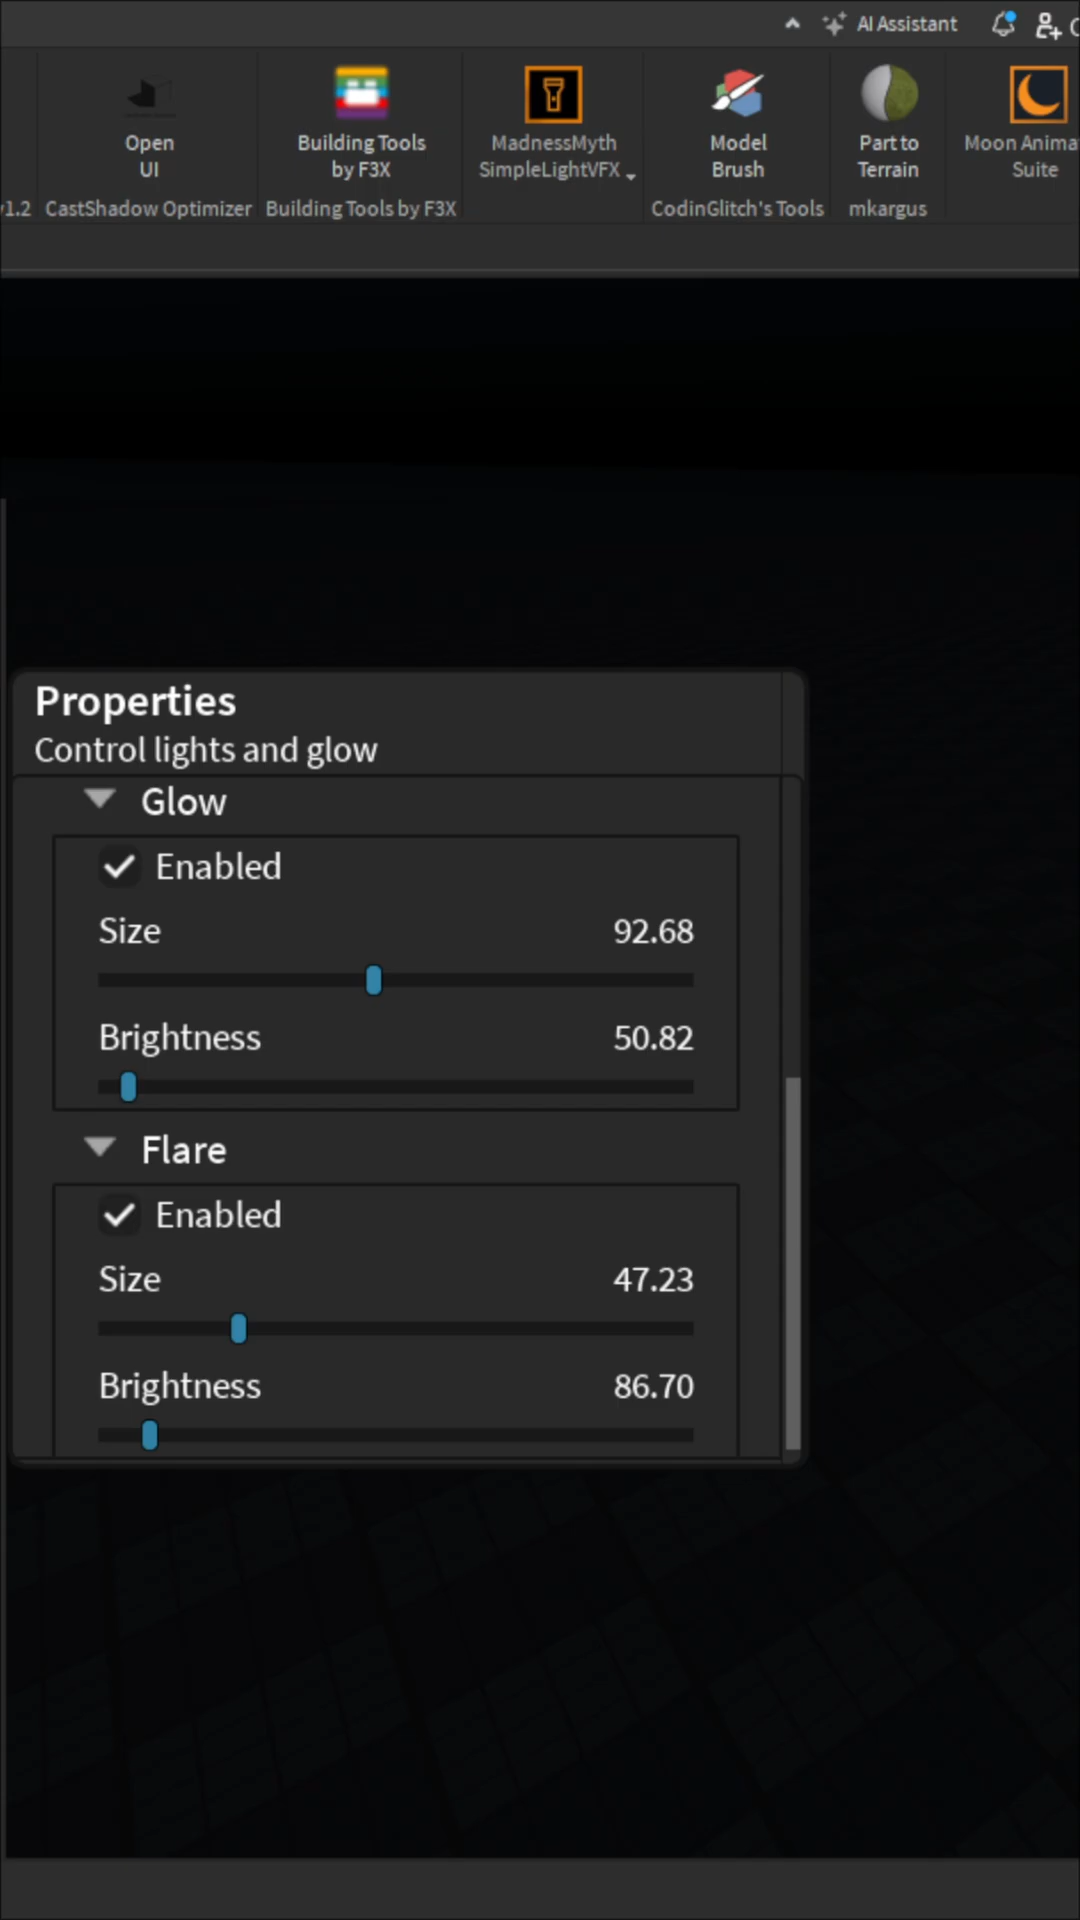 AI Assistant
Open
UI
Building Tools
by F3X
MadnessMyth
SimpleLightVFX
Model
Brush
Part to
Terrain
Moon Anima
Suite
v1.2
CastShadow Optimizer
Building Tools by F3X
CodinGlitch's Tools
mkargus
Properties
Control lights and glow
Glow
Enabled
Size 92.68
Brightness 50.82
Flare
Enabled
Size 47.23
Brightness 86.70